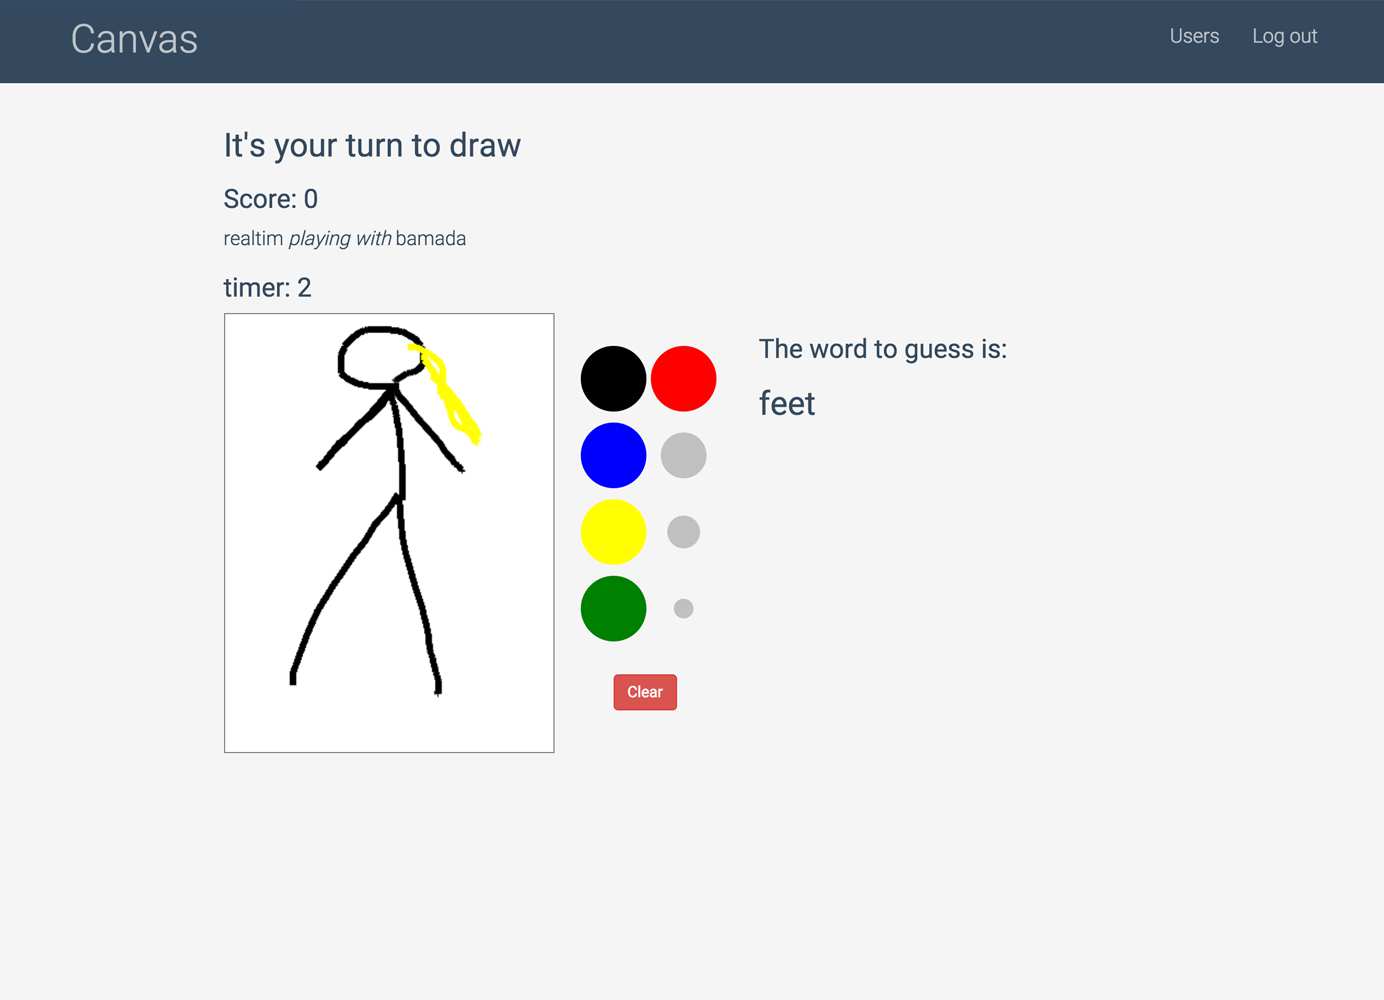 Canvas
Users
Log out
It's your turn to draw
Score: 0
realtim playing with bamada
timer: 2
The word to guess is:
feet
Clear